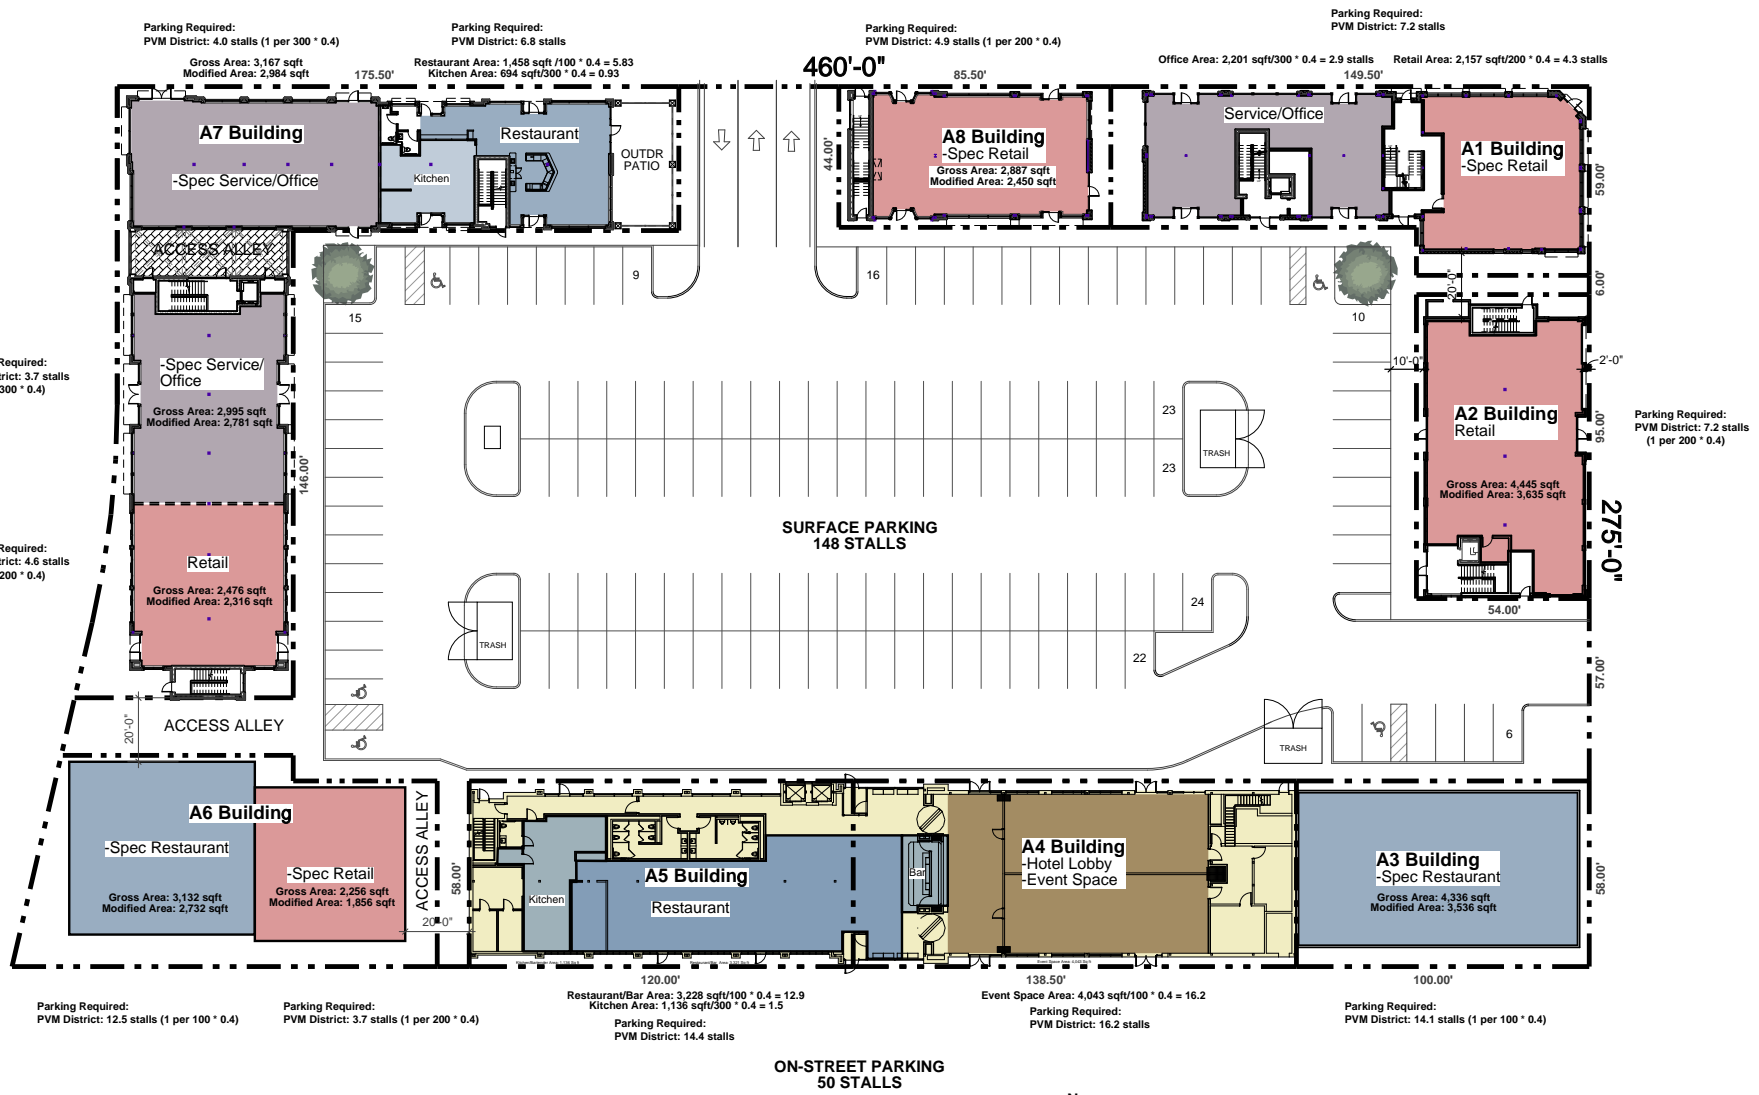 Parking Required:
PVM District: 4.0 stalls (1 per 300 * 0.4)
Gross Area: 3,167 sqft
Modified Area: 2,984 sqft
175.50'
Parking Required:
PVM District: 6.8 stalls
Restaurant Area: 1,458 sqft /100 * 0.4 = 5.83
Kitchen Area: 694 sqft/300 * 0.4 = 0.93
460'-0"
Parking Required:
PVM District: 4.9 stalls (1 per 200 * 0.4)
85.50'
Parking Required:
PVM District: 7.2 stalls
Office Area: 2,201 sqft/300 * 0.4 = 2.9 stalls
Retail Area: 2,157 sqft/200 * 0.4 = 4.3 stalls
149.50'
A7 Building
-Spec Service/Office
Restaurant
Kitchen
OUTDR
PATIO
44.00'
A8 Building
-Spec Retail
Gross Area: 2,887 sqft
Modified Area: 2,450 sqft
Service/Office
A1 Building
-Spec Retail
59.00'
ACCESS ALLEY
9
16
20'-0"
6.00'
15
10
Required:
trict: 3.7 stalls
300 * 0.4)
-Spec Service/
Office
Gross Area: 2,995 sqft
Modified Area: 2,781 sqft
146.00'
23
TRASH
23
10'-0"
2'-0"
A2 Building
Retail
Gross Area: 4,445 sqft
Modified Area: 3,635 sqft
95.00'
Parking Required:
PVM District: 7.2 stalls
(1 per 200 * 0.4)
SURFACE PARKING
148 STALLS
275'-0"
Required:
trict: 4.6 stalls
200 * 0.4)
Retail
Gross Area: 2,476 sqft
Modified Area: 2,316 sqft
54.00'
24
TRASH
22
57.00'
ACCESS ALLEY
20'-0"
TRASH
6
A6 Building
-Spec Restaurant
Gross Area: 3,132 sqft
Modified Area: 2,732 sqft
-Spec Retail
Gross Area: 2,256 sqft
Modified Area: 1,856 sqft
ACCESS ALLEY
20'-0"
58.00'
A5 Building
Restaurant
Kitchen
Bar
A4 Building
-Hotel Lobby
-Event Space
A3 Building
-Spec Restaurant
Gross Area: 4,336 sqft
Modified Area: 3,536 sqft
58.00'
120.00'
138.50'
100.00'
Parking Required:
PVM District: 12.5 stalls (1 per 100 * 0.4)
Parking Required:
PVM District: 3.7 stalls (1 per 200 * 0.4)
Restaurant/Bar Area: 3,228 sqft/100 * 0.4 = 12.9
Kitchen Area: 1,136 sqft/300 * 0.4 = 1.5
Parking Required:
PVM District: 14.4 stalls
Event Space Area: 4,043 sqft/100 * 0.4 = 16.2
Parking Required:
PVM District: 16.2 stalls
Parking Required:
PVM District: 14.1 stalls (1 per 100 * 0.4)
ON-STREET PARKING
50 STALLS